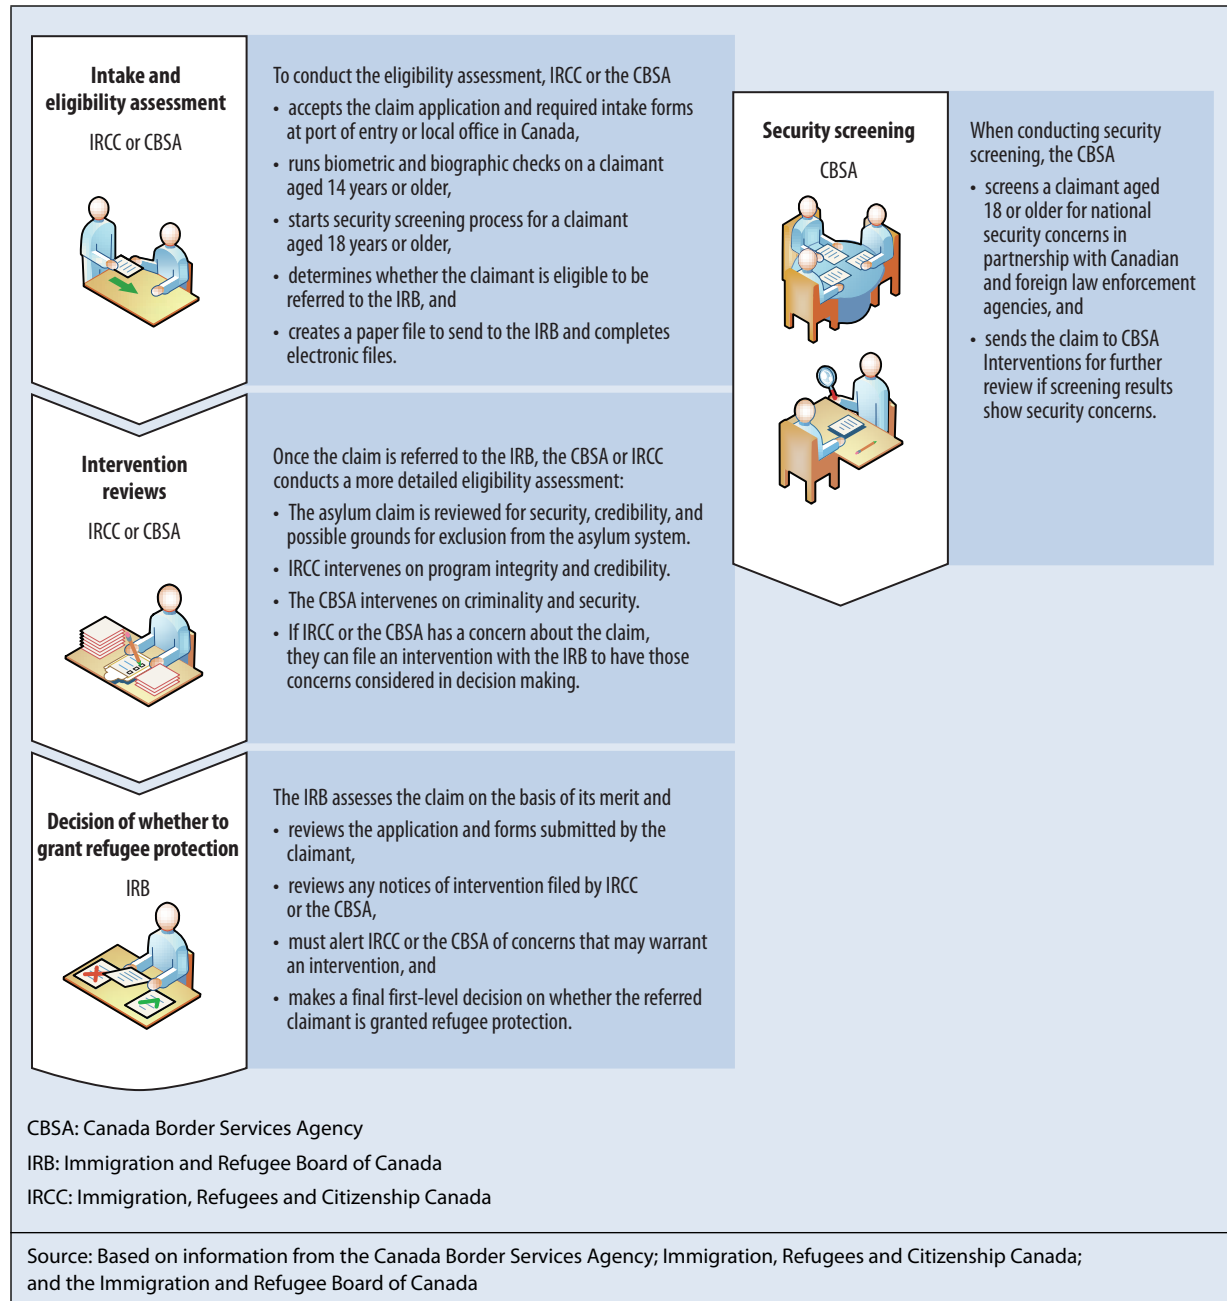 Intake and
eligibility assessment
IRCC or CBSA
To conduct the eligibility assessment, IRCC or the CBSA
• accepts the claim application and required intake forms
at port of entry or local office in Canada,
• runs biometric and biographic checks on a claimant
aged 14 years or older,
• starts security screening process for a claimant
aged 18 years or older,
• determines whether the claimant is eligible to be
referred to the IRB, and
• creates a paper file to send to the IRB and completes
electronic files.
Security screening
CBSA
When conducting security
screening, the CBSA
• screens a claimant aged
18 or older for national
security concerns in
partnership with Canadian
and foreign law enforcement
agencies, and
• sends the claim to CBSA
Interventions for further
review if screening results
show security concerns.
Intervention
reviews
IRCC or CBSA
Once the claim is referred to the IRB, the CBSA or IRCC
conducts a more detailed eligibility assessment:
• The asylum claim is reviewed for security, credibility, and
possible grounds for exclusion from the asylum system.
• IRCC intervenes on program integrity and credibility.
• The CBSA intervenes on criminality and security.
• If IRCC or the CBSA has a concern about the claim,
they can file an intervention with the IRB to have those
concerns considered in decision making.
Decision of whether to
grant refugee protection
IRB
The IRB assesses the claim on the basis of its merit and
• reviews the application and forms submitted by the
claimant,
• reviews any notices of intervention filed by IRCC
or the CBSA,
• must alert IRCC or the CBSA of concerns that may warrant
an intervention, and
• makes a final first-level decision on whether the referred
claimant is granted refugee protection.
CBSA: Canada Border Services Agency
IRB: Immigration and Refugee Board of Canada
IRCC: Immigration, Refugees and Citizenship Canada
Source: Based on information from the Canada Border Services Agency; Immigration, Refugees and Citizenship Canada;
and the Immigration and Refugee Board of Canada